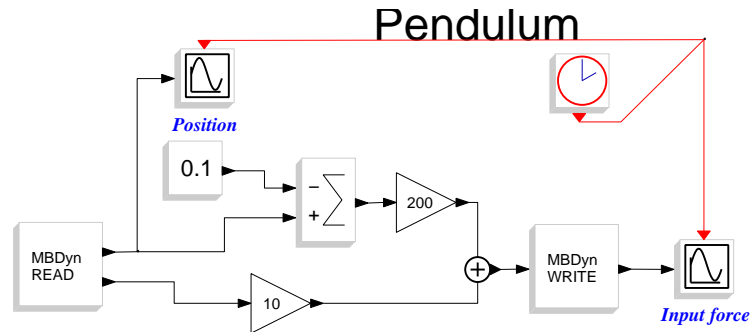 Pendulum
Position
0.1
−
+
200
MBDyn
READ
10
MBDyn
WRITE
Input force